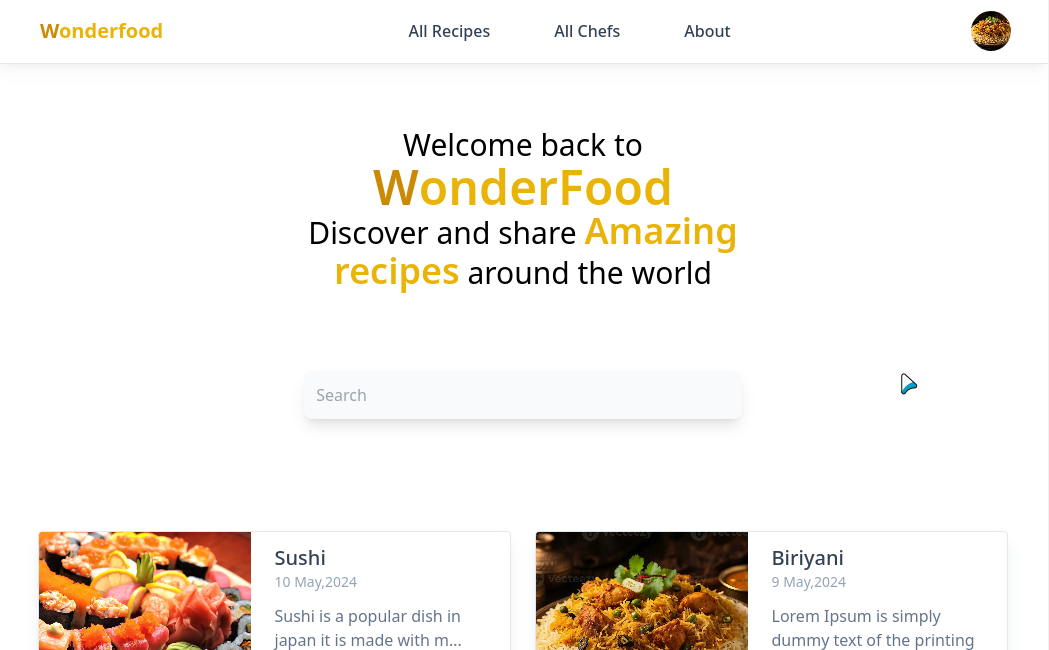 Wonderfood
All Recipes
All Chefs
About
Welcome back to
WonderFood
Discover and share Amazing
recipes around the world
Search
Sushi
10 May,2024
Sushi is a popular dish in
japan it is made with m...
Vecteezy
Biriyani
9 May,2024
Lorem Ipsum is simply
dummy text of the printing